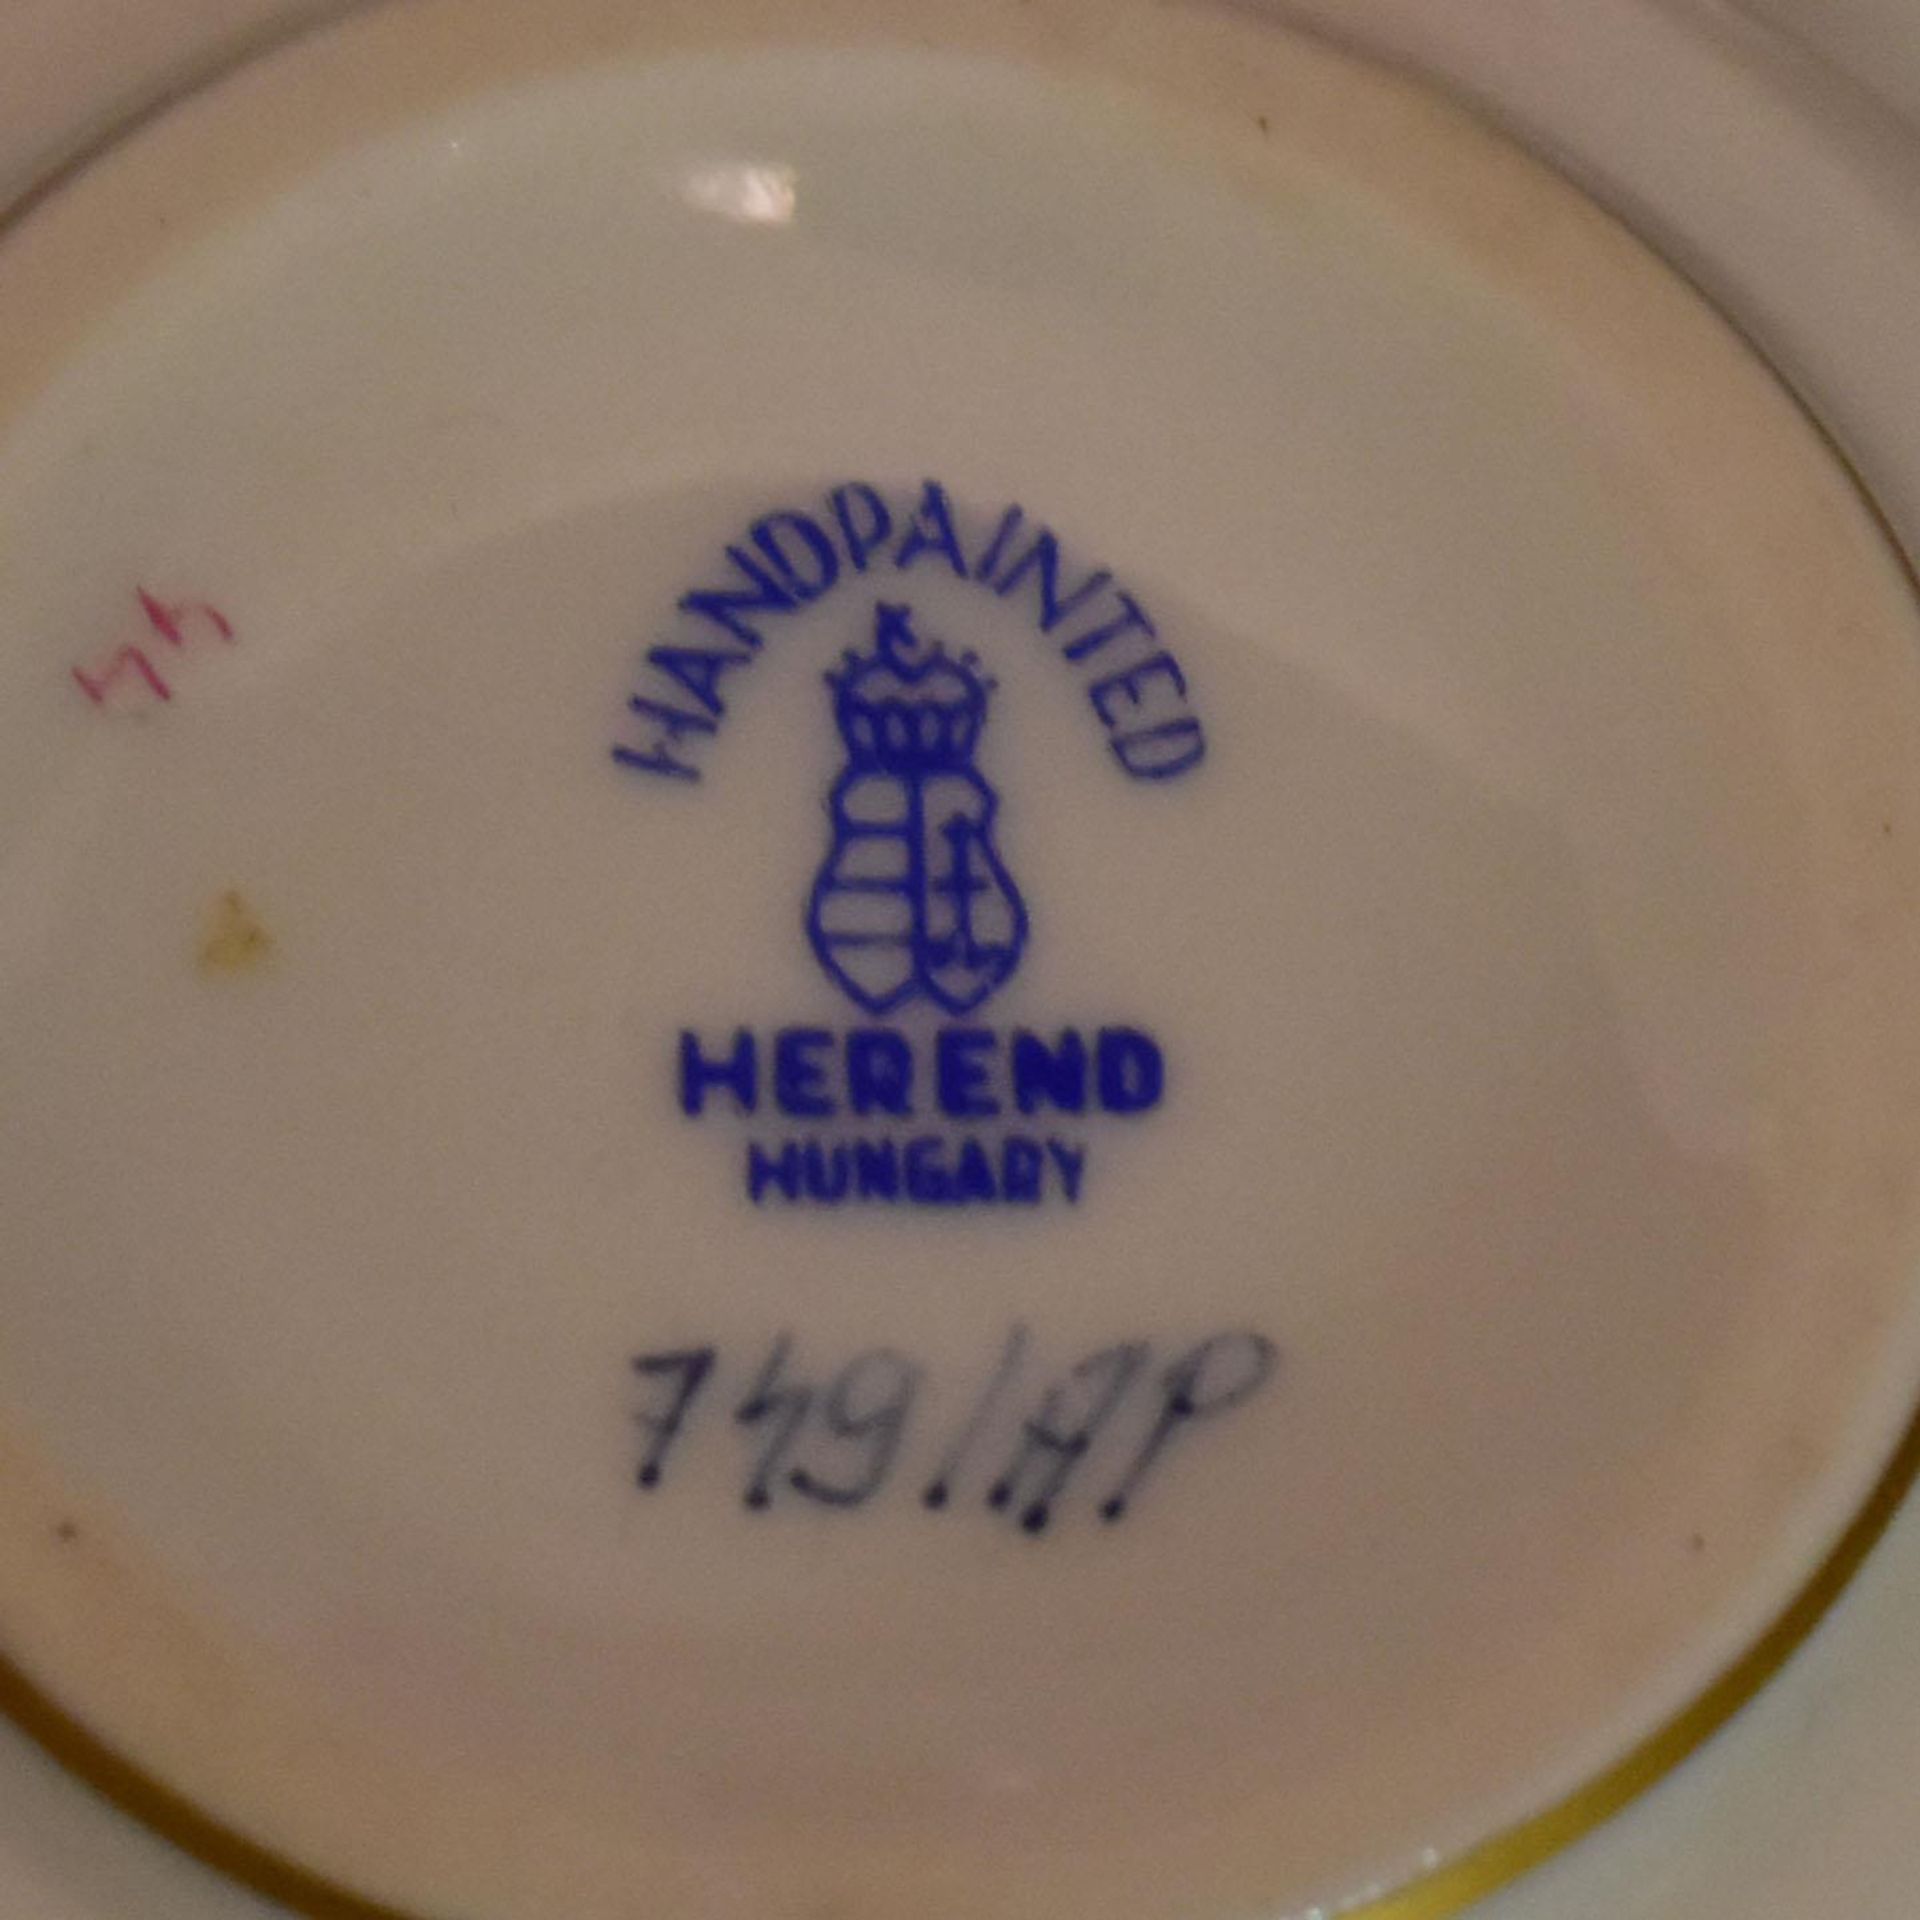 HANDPAINTED
HEREND
HUNGARY
749/AP